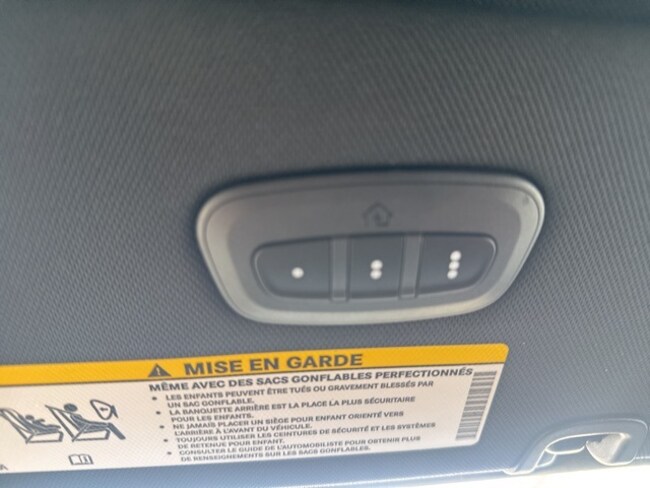 MISE EN GARDE
MÊME AVEC DES SACS GONFLABLES PERFECTIONNÉS
• LES ENFANTS PEUVENT ÊTRE TUÉS OU GRAVEMENT BLESSÉS PAR
UN SAC GONFLABLE.
• LA BANQUETTE ARRIÈRE EST LA PLACE LA PLUS SÉCURITAIRE
POUR LES ENFANTS.
• NE JAMAIS PLACER UN SIÈGE POUR ENFANT ORIENTÉ VERS
L'ARRIÈRE À L'AVANT DU VÉHICULE.
• TOUJOURS UTILISER LES CEINTURES DE SÉCURITÉ ET LES SYSTÈMES
DE RETENUE POUR ENFANT.
• CONSULTER LE GUIDE DE L'AUTOMOBILISTE POUR OBTENIR PLUS
DE RENSEIGNEMENTS SUR LES SACS GONFLABLES.